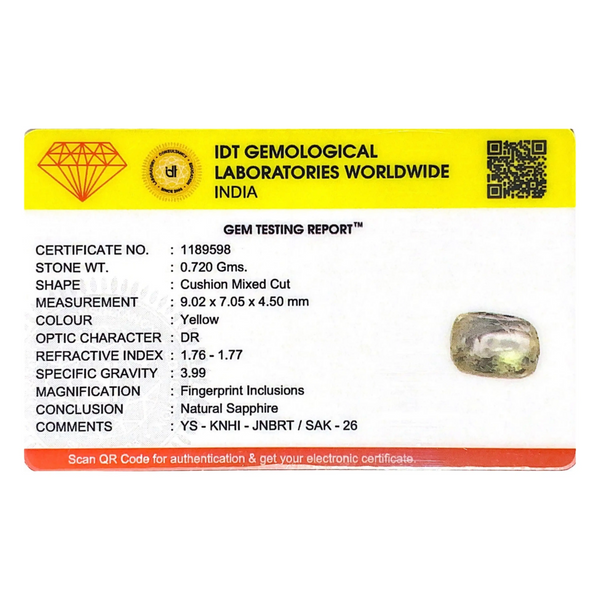 IDT GEMOLOGICAL
LABORATORIES WORLDWIDE
INDIA
GEM TESTING REPORT™
CERTIFICATE NO. : 1189598
STONE WT. : 0.720 Gms.
SHAPE : Cushion Mixed Cut
MEASUREMENT : 9.02 x 7.05 x 4.50 mm
COLOUR : Yellow
OPTIC CHARACTER : DR
REFRACTIVE INDEX : 1.76 - 1.77
SPECIFIC GRAVITY : 3.99
MAGNIFICATION : Fingerprint Inclusions
CONCLUSION : Natural Sapphire
COMMENTS : YS - KNHI - JNBRT / SAK - 26
Scan QR Code for authentication & get your electronic certificate.